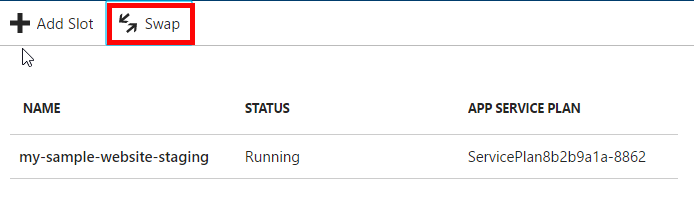 Add Slot Swap
NAME STATUS APP SERVICE PLAN
my-sample-website-staging Running ServicePlan8b2b9a1a-8862